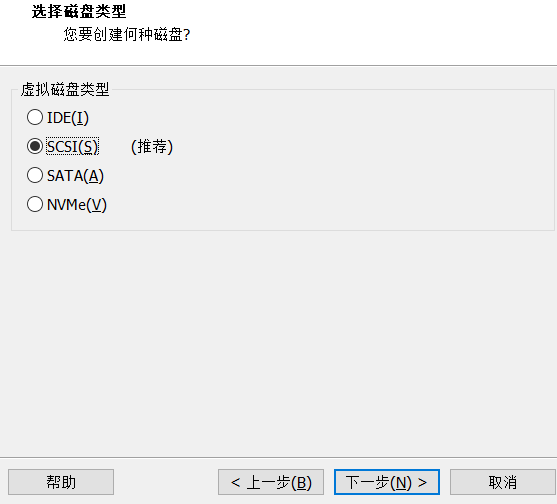 选择磁盘类型
您要创建何种磁盘?
虚拟磁盘类型
IDE(I)
SCSI(S) (推荐)
SATA(A)
NVMe(V)
帮助 < 上一步(B) 下一步(N) > 取消